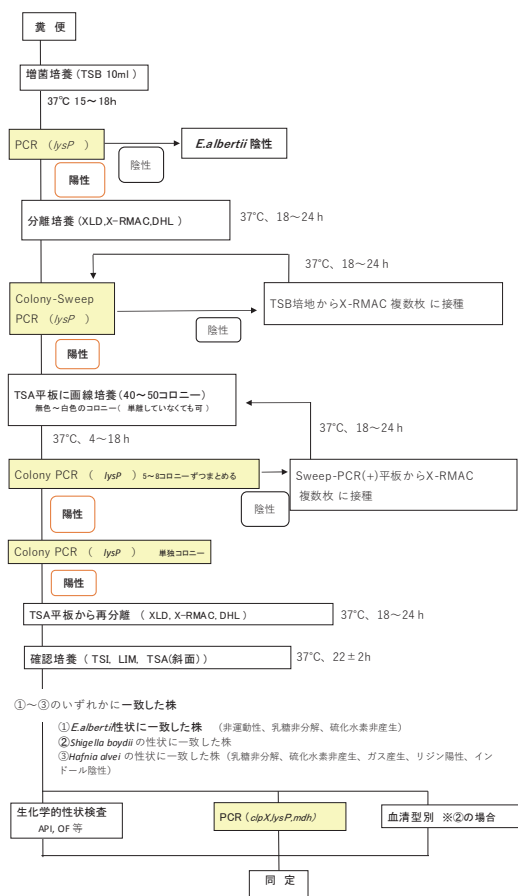 糞 便
増菌培養 (TSB 10ml )
37℃ 15~18h
PCR (lysP )
E.albertii 陰性
陰性
陽性
分離培養 (XLD,X-RMAC,DHL )
37°C、18~24 h
37°C、18~24 h
Colony-Sweep
PCR (lysP )
TSB培地からX-RMAC 複数枚 に接種
陰性
陽性
TSA平板に画線培養(40~50コロニー)
無色~白色のコロニー( 単離していなくても可 )
37°C、4~18 h
37°C、18~24 h
Colony PCR ( lysP ) 5~8コロニーずつまとめる
Sweep-PCR(+)平板からX-RMAC
複数枚 に接種
陰性
陽性
Colony PCR ( lysP ) 単独コロニー
陽性
TSA平板から再分離 ( XLD, X-RMAC, DHL )
37°C、18~24 h
確認培養 ( TSI, LIM, TSA(斜面) )
37°C、22±2h
①~③のいずれかに一致した株
①E.albertii性状に一致した株 (非運動性、乳糖非分解、硫化水素非産生)
②Shigella boydii の性状に一致した株
③Hafnia alvei の性状に一致した株 (乳糖非分解、硫化水素非産生、ガス産生、リジン陽性、イン
ドール陰性)
生化学的性状検査
API, OF 等
PCR (clpX,lysP,mdh)
血清型別 ※②の場合
同 定